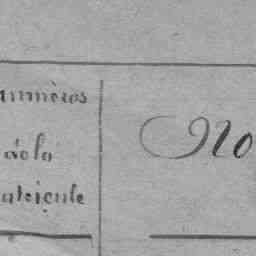 numéros
No
de la
matricule